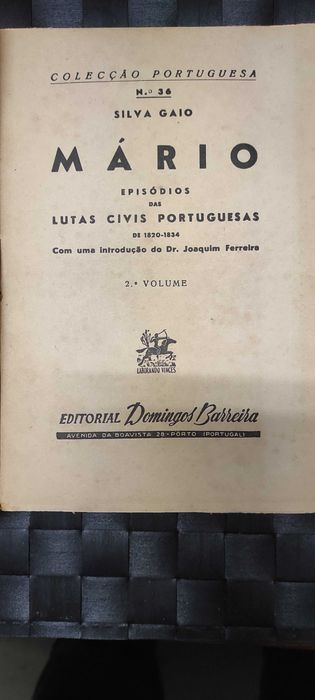 COLECÇÃO PORTUGUESA
N.º 36
SILVA GAIO
MÁRIO
EPISÓDIOS
DAS
LUTAS CIVIS PORTUGUESAS
DE 1820-1834
Com uma introdução do Dr. Joaquim Ferreira
2.º VOLUME
LABORANDO VINCES
EDITORIAL Domingos Barreira
AVENIDA DA BOAVISTA 28 - PÔRTO (PORTUGAL)